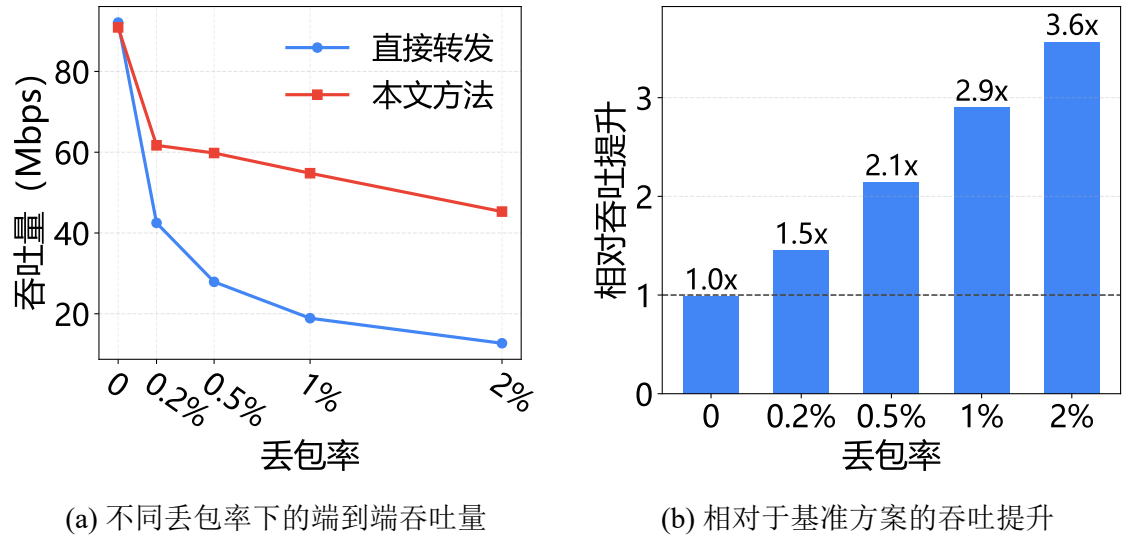 直接转发
本文方法
吞吐量（Mbps）
80
60
40
20
0
0.2%
0.5%
1%
2%
丢包率
(a) 不同丢包率下的端到端吞吐量
相对吞吐提升
3
2
1
0
1.0x
1.5x
2.1x
2.9x
3.6x
0
0.2%
0.5%
1%
2%
丢包率
(b) 相对于基准方案的吞吐提升